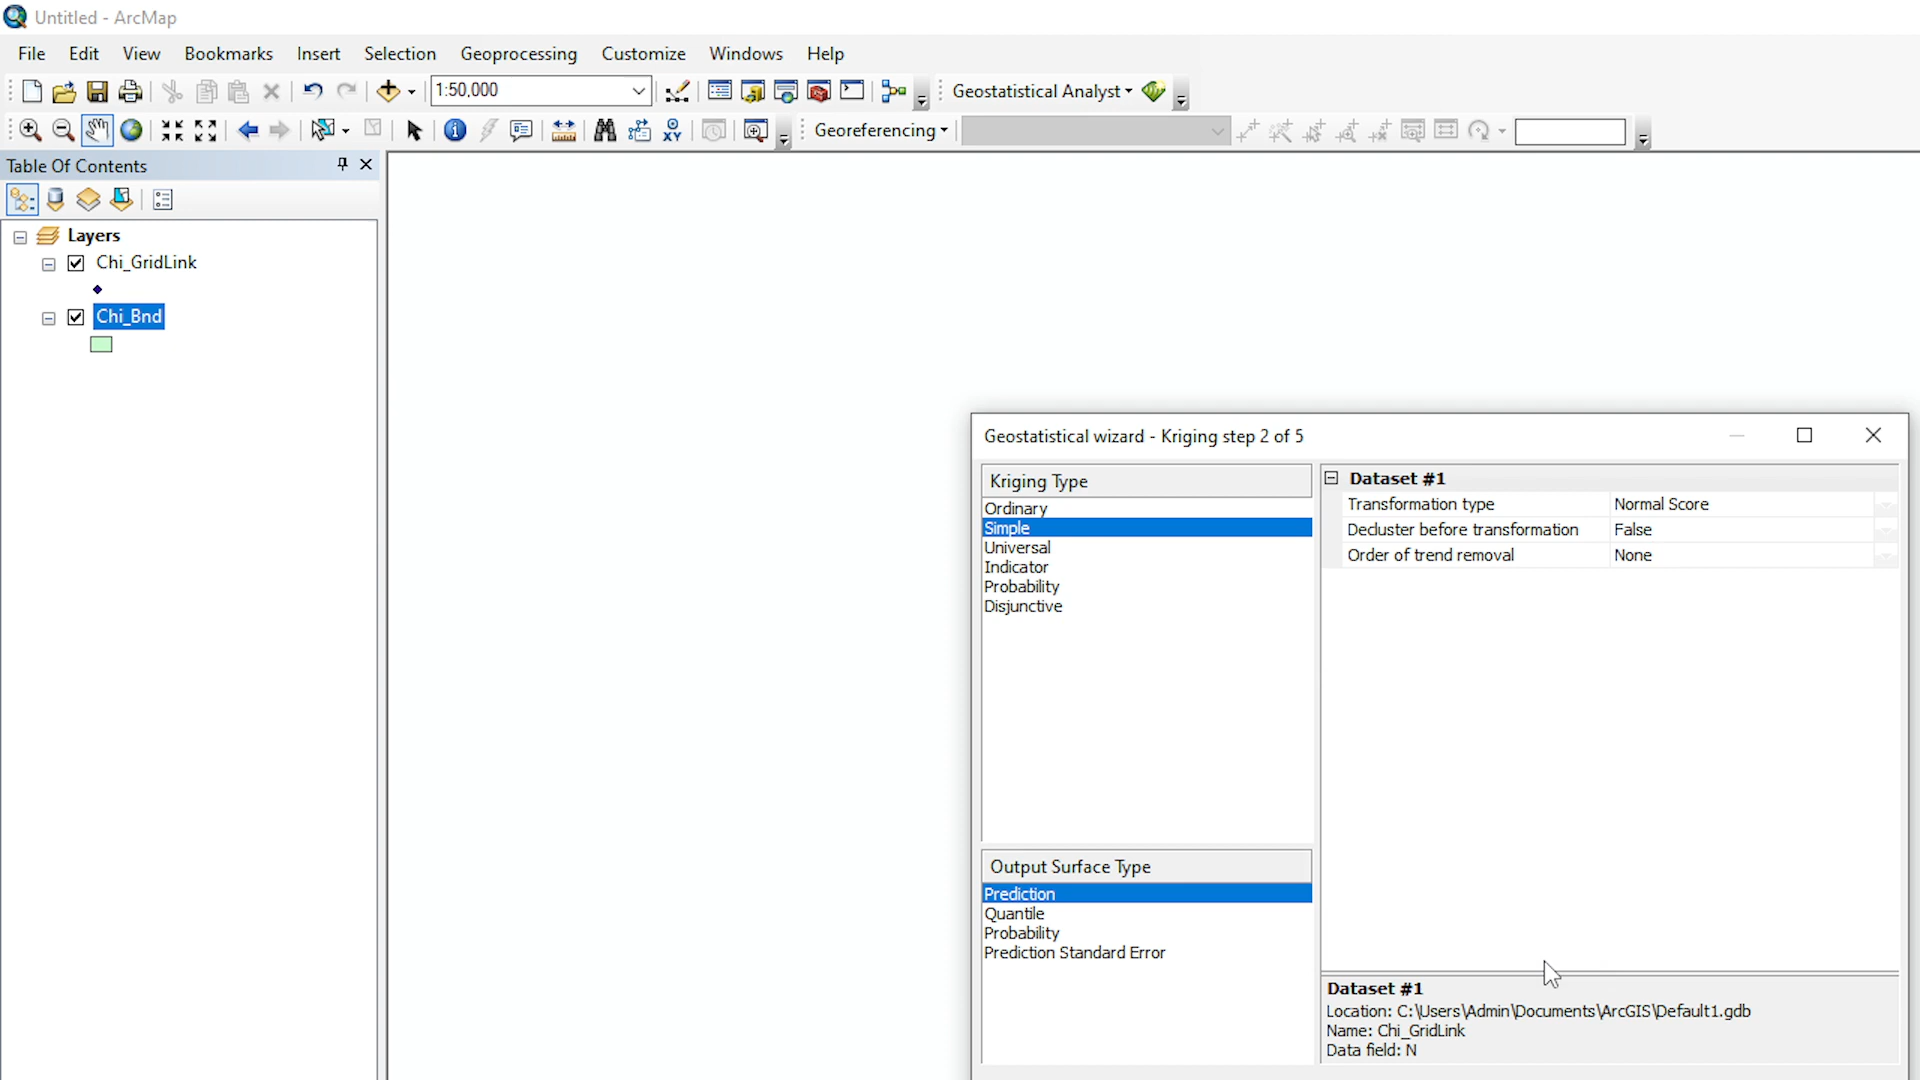 Untitled - ArcMap
File Edit View Bookmarks Insert Selection Geoprocessing Customize Windows Help
1:50,000 Geostatistical Analyst
XY Georeferencing
Table Of Contents
Layers
Chi_GridLink
Chi_Bnd
Geostatistical wizard - Kriging step 2 of 5
Kriging Type
Ordinary
Simple
Universal
Indicator
Probability
Disjunctive
Dataset #1
Transformation type Normal Score
Decluster before transformation False
Order of trend removal None
Output Surface Type
Prediction
Quantile
Probability
Prediction Standard Error
Dataset #1
Location: C:\Users\Admin\Documents\ArcGIS\Default1.gdb
Name: Chi_GridLink
Data field: N